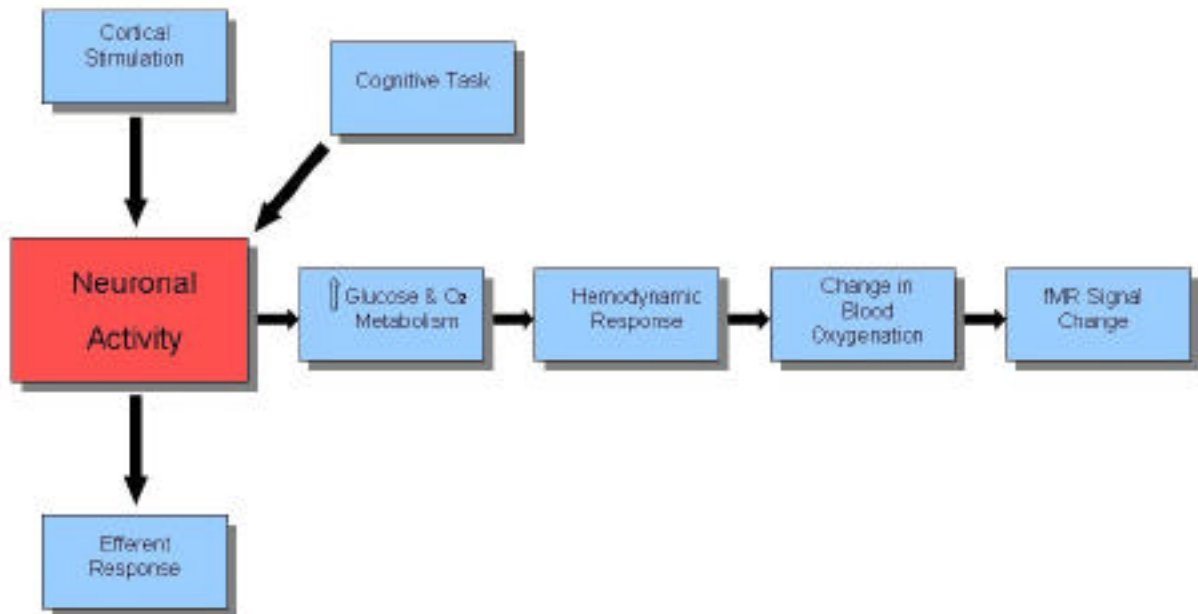 Cortical
Stimulation
Cognitive Task
Neuronal
Activity
⇧ Glucose & O₂
Metabolism
Hemodynamic
Response
Change in
Blood
Oxygenation
fMR Signal
Change
Efferent
Response